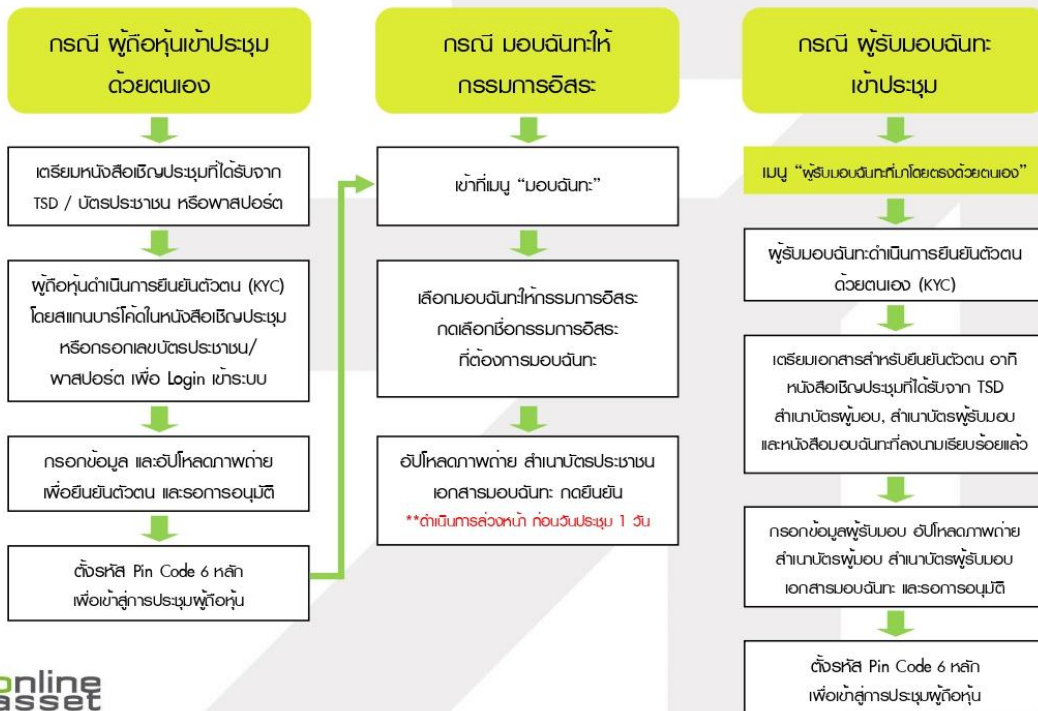 กรณี ผู้ถือหุ้นเข้าประชุม
ด้วยตนเอง
เตรียมหนังสือเชิญประชุมที่ได้รับจาก
TSD / บัตรประชาชน หรือพาสปอร์ต
ผู้ถือหุ้นดำเนินการยืนยันตัวตน (KYC)
โดยสแกนบาร์โค้ดในหนังสือเชิญประชุม
หรือกรอกเลขบัตรประชาชน/
พาสปอร์ต เพื่อ Login เข้าระบบ
กรอกข้อมูล และอัปโหลดภาพถ่าย
เพื่อยืนยันตัวตน และรอการอนุมัติ
ตั้งรหัส Pin Code 6 หลัก
เพื่อเข้าสู่การประชุมผู้ถือหุ้น
กรณี มอบฉันทะให้
กรรมการอิสระ
เข้าที่เมนู “มอบฉันทะ”
เลือกมอบฉันทะให้กรรมการอิสระ
กดเลือกชื่อกรรมการอิสระ
ที่ต้องการมอบฉันทะ
อัปโหลดภาพถ่าย สำเนาบัตรประชาชน
เอกสารมอบฉันทะ กดยืนยัน
**ดำเนินการล่วงหน้า ก่อนวันประชุม 1 วัน
กรณี ผู้รับมอบฉันทะ
เข้าประชุม
เมนู “ผู้รับมอบฉันทะที่มาโดยตรงด้วยตนเอง”
ผู้รับมอบฉันทะดำเนินการยืนยันตัวตน
ด้วยตนเอง (KYC)
เตรียมเอกสารสำหรับยืนยันตัวตน อาทิ
หนังสือเชิญประชุมที่ได้รับจาก TSD
สำเนาบัตรผู้มอบ, สำเนาบัตรผู้รับมอบ
และหนังสือมอบฉันทะที่ลงนามเรียบร้อยแล้ว
กรอกข้อมูลผู้รับมอบ อัปโหลดภาพถ่าย
สำเนาบัตรผู้มอบ สำเนาบัตรผู้รับมอบ
เอกสารมอบฉันทะ และรอการอนุมัติ
ตั้งรหัส Pin Code 6 หลัก
เพื่อเข้าสู่การประชุมผู้ถือหุ้น
online
asset